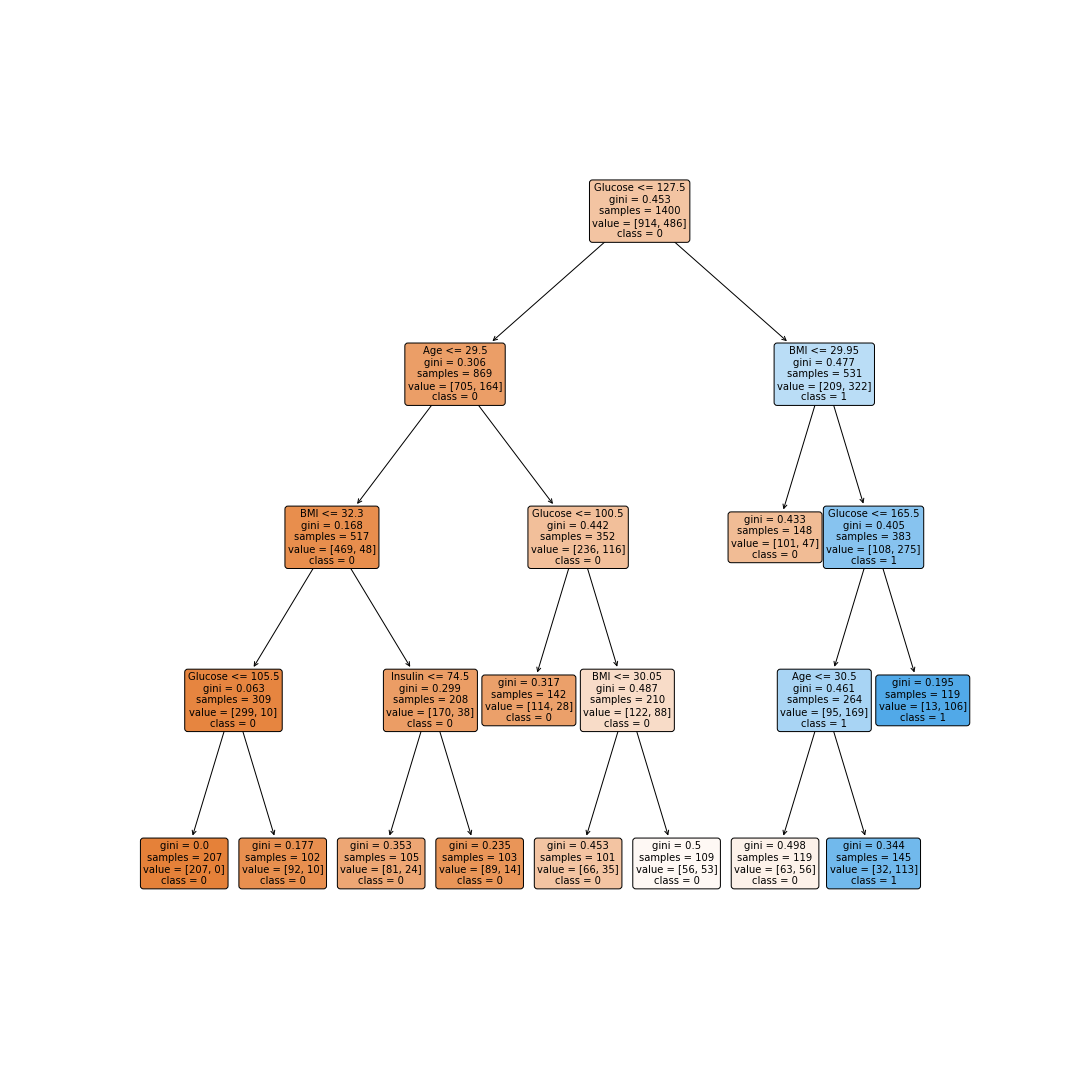 Glucose <= 127.5
gini = 0.453
samples = 1400
value = [914, 486]
class = 0
Age <= 29.5
gini = 0.306
samples = 869
value = [705, 164]
class = 0
BMI <= 29.95
gini = 0.477
samples = 531
value = [209, 322]
class = 1
BMI <= 32.3
gini = 0.168
samples = 517
value = [469, 48]
class = 0
Glucose <= 100.5
gini = 0.442
samples = 352
value = [236, 116]
class = 0
gini = 0.433
samples = 148
value = [101, 47]
class = 0
Glucose <= 165.5
gini = 0.405
samples = 383
value = [108, 275]
class = 1
Glucose <= 105.5
gini = 0.063
samples = 309
value = [299, 10]
class = 0
Insulin <= 74.5
gini = 0.299
samples = 208
value = [170, 38]
class = 0
gini = 0.317
samples = 142
value = [114, 28]
class = 0
BMI <= 30.05
gini = 0.487
samples = 210
value = [122, 88]
class = 0
Age <= 30.5
gini = 0.461
samples = 264
value = [95, 169]
class = 1
gini = 0.195
samples = 119
value = [13, 106]
class = 1
gini = 0.0
samples = 207
value = [207, 0]
class = 0
gini = 0.177
samples = 102
value = [92, 10]
class = 0
gini = 0.353
samples = 105
value = [81, 24]
class = 0
gini = 0.235
samples = 103
value = [89, 14]
class = 0
gini = 0.453
samples = 101
value = [66, 35]
class = 0
gini = 0.5
samples = 109
value = [56, 53]
class = 0
gini = 0.498
samples = 119
value = [63, 56]
class = 0
gini = 0.344
samples = 145
value = [32, 113]
class = 1